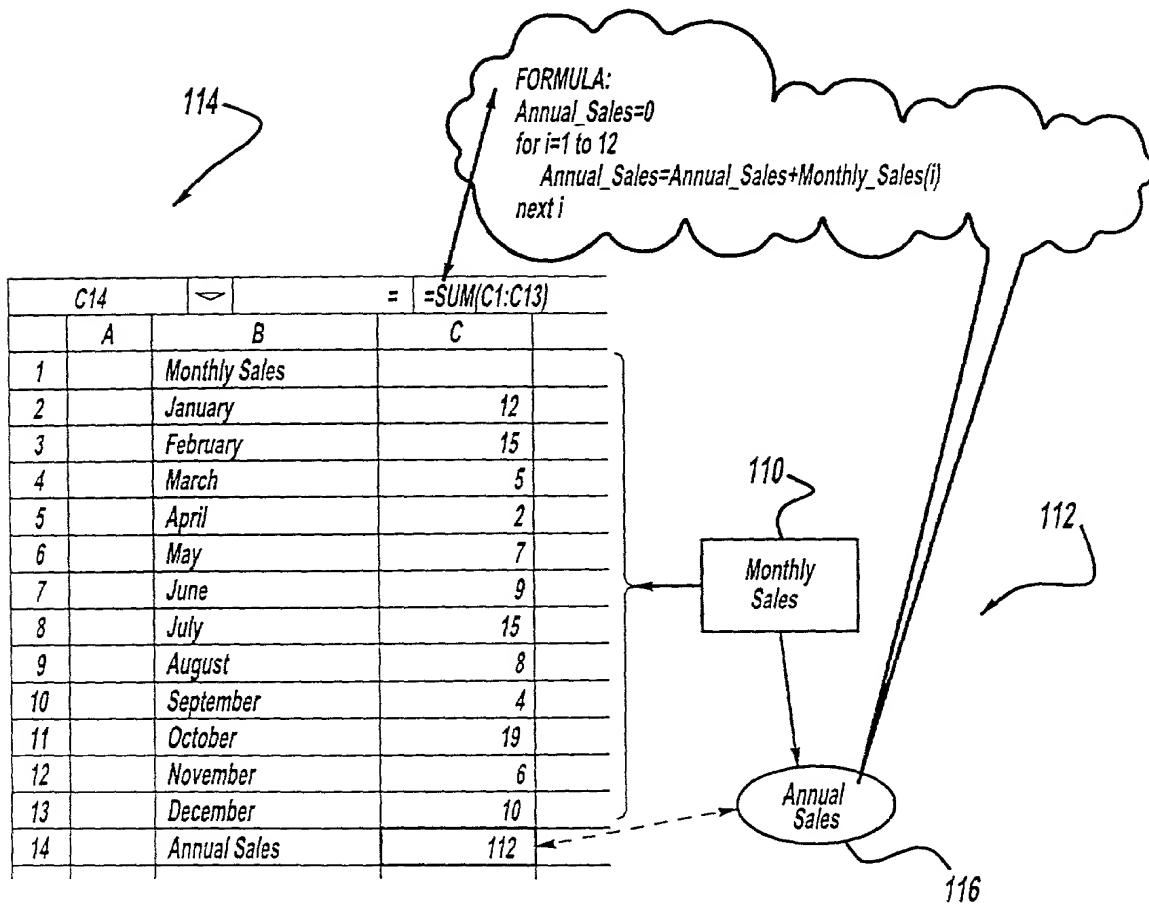 FORMULA:
Annual_Sales=0
for i=1 to 12
Annual_Sales=Annual_Sales+Monthly_Sales(i)
next i
114
C14 = =SUM(C1:C13)
A B C
1 Monthly Sales
2 January 12
3 February 15
4 March 5
5 April 2
6 May 7
7 June 9
8 July 15
9 August 8
10 September 4
11 October 19
12 November 6
13 December 10
14 Annual Sales 112
110
112
Monthly
Sales
Annual
Sales
116